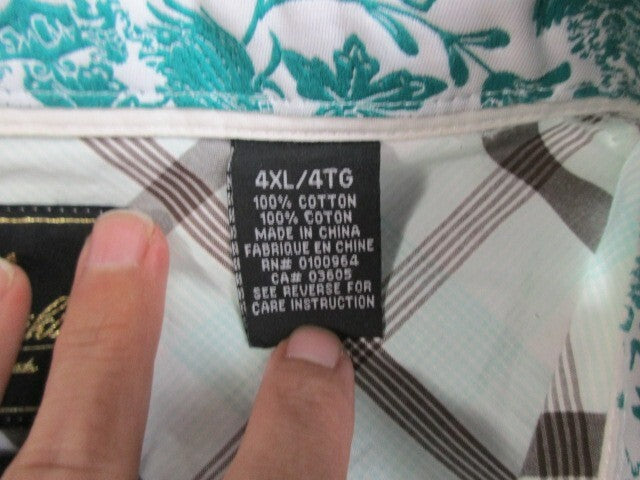 4XL/4TG
100% COTTON
100% COTON
MADE IN CHINA
FABRIQUE EN CHINE
RN# 0100964
CA# 03605
SEE REVERSE FOR
CARE INSTRUCTION